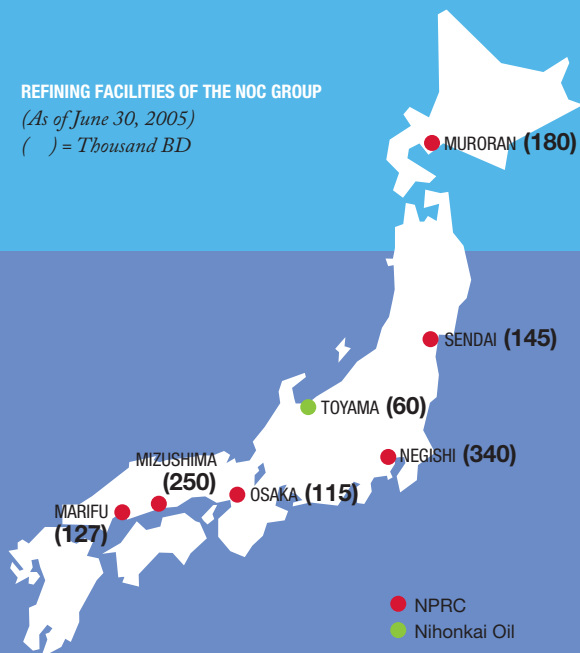 REFINING FACILITIES OF THE NOC GROUP
(As of June 30, 2005)
( ) = Thousand BD
MURORAN (180)
SENDAI (145)
TOYAMA (60)
NEGISHI (340)
MIZUSHIMA
(250)
OSAKA (115)
MARIFU
(127)
NPRC
Nihonkai Oil